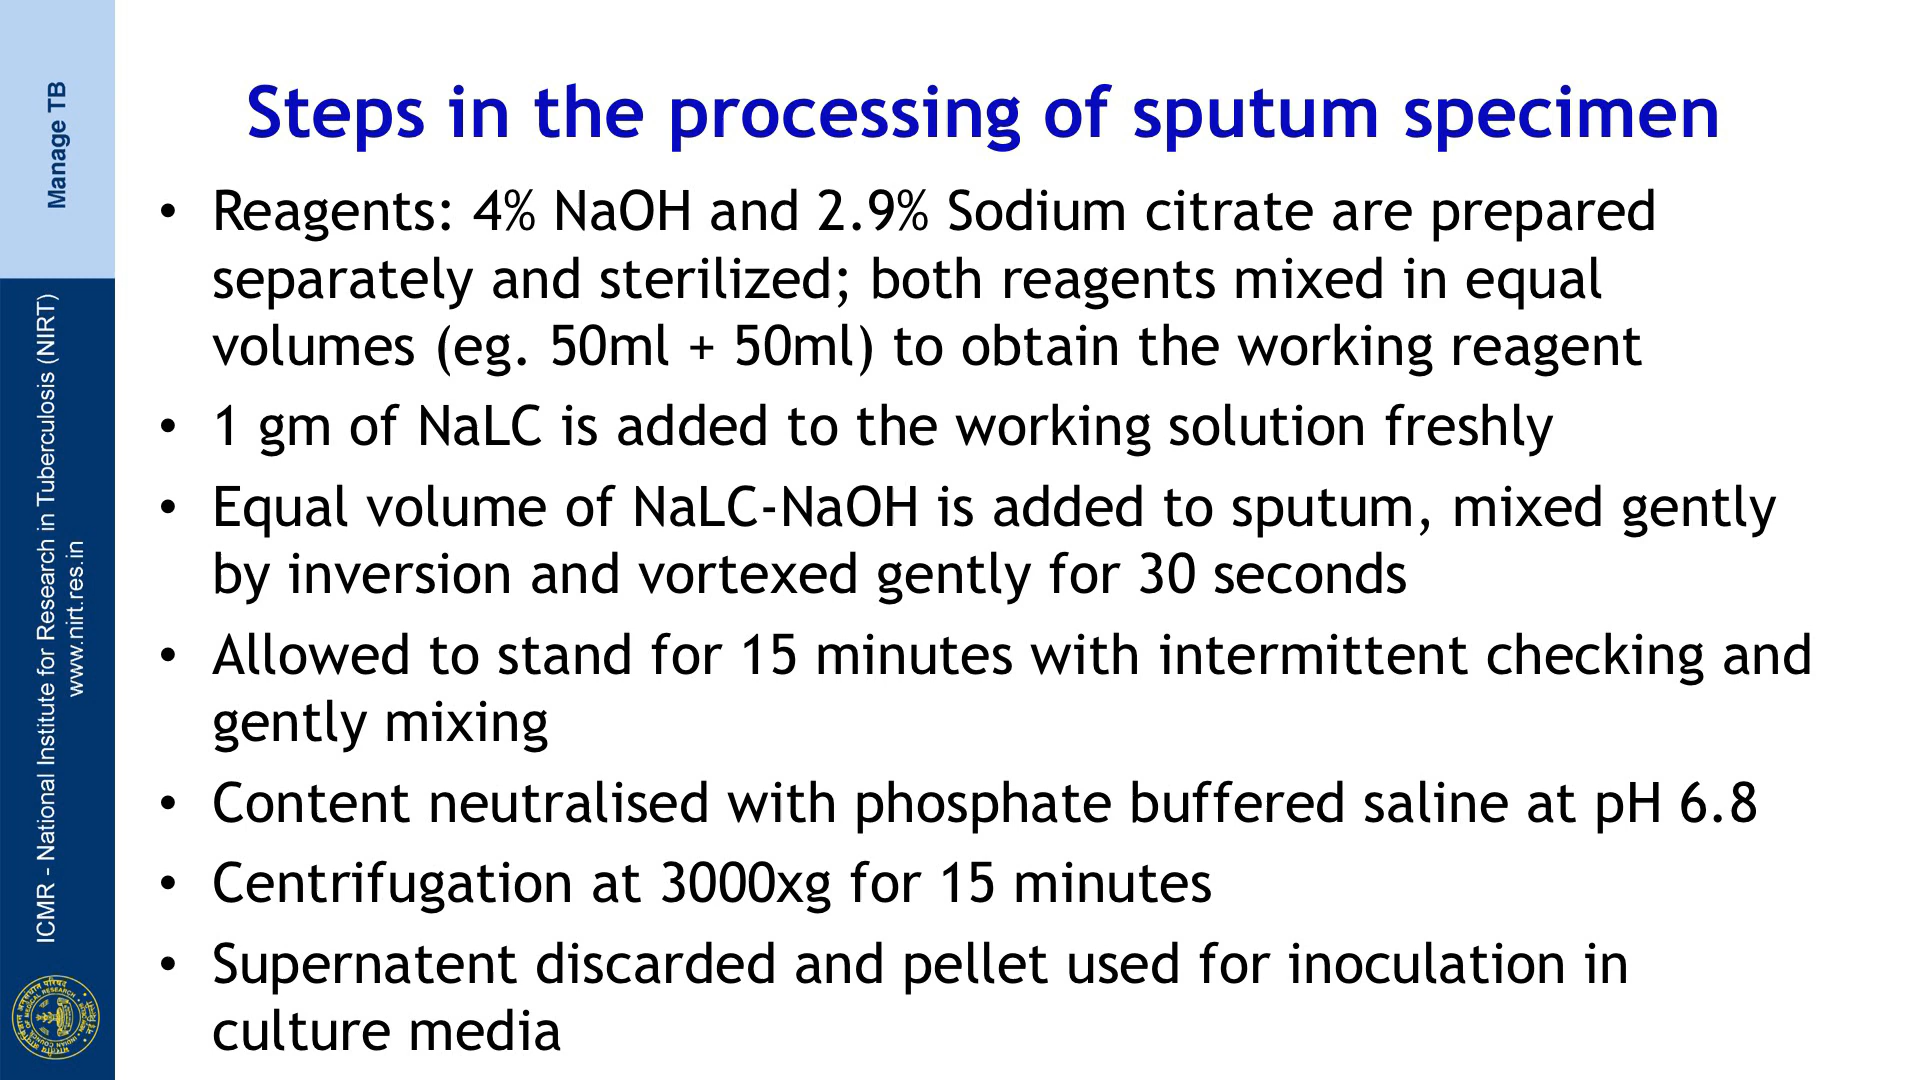 Manage TB
ICMR - National Institute for Research in Tuberculosis (NIRT)
www.nirt.res.in
Steps in the processing of sputum specimen
• Reagents: 4% NaOH and 2.9% Sodium citrate are prepared
separately and sterilized; both reagents mixed in equal
volumes (eg. 50ml + 50ml) to obtain the working reagent
• 1 gm of NaLC is added to the working solution freshly
• Equal volume of NaLC-NaOH is added to sputum, mixed gently
by inversion and vortexed gently for 30 seconds
• Allowed to stand for 15 minutes with intermittent checking and
gently mixing
• Content neutralised with phosphate buffered saline at pH 6.8
• Centrifugation at 3000xg for 15 minutes
• Supernatent discarded and pellet used for inoculation in
culture media